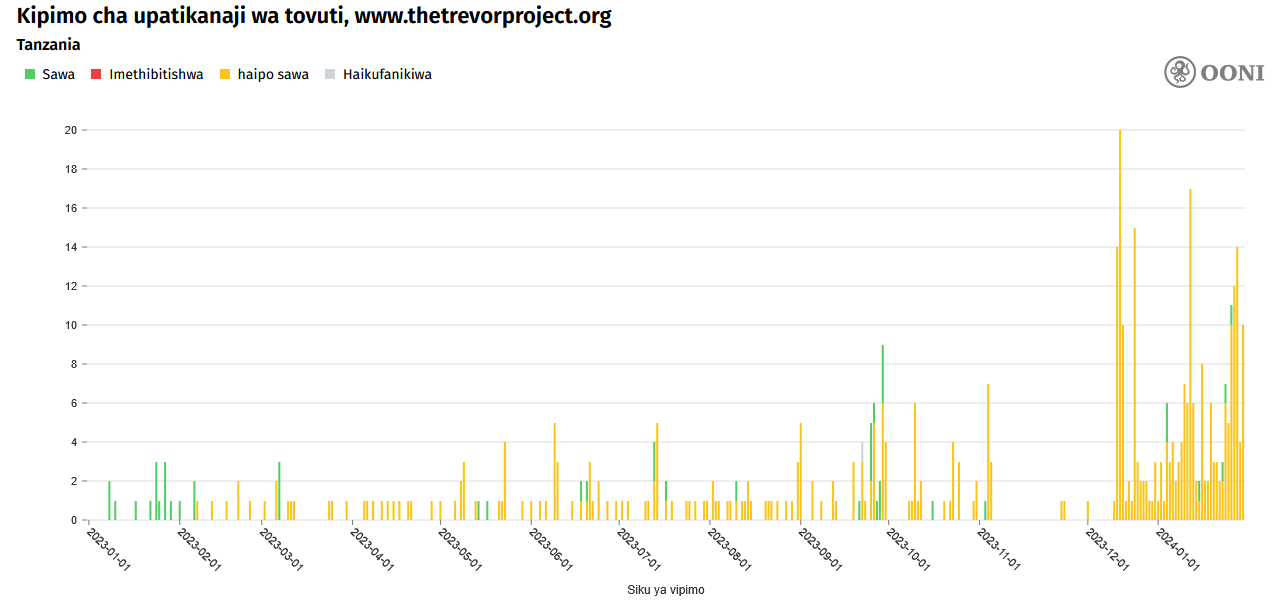 Kipimo cha upatikanaji wa tovuti, www.thetrevorproject.org
Tanzania
Sawa Imethibitishwa haipo sawa Haikufanikiwa
OONI
20
18
16
14
12
10
8
6
4
2
0
2023-01-01 2023-02-01 2023-03-01 2023-04-01 2023-05-01 2023-06-01 2023-07-01 2023-08-01 2023-09-01 2023-10-01 2023-11-01 2023-12-01 2024-01-01
Siku ya vipimo